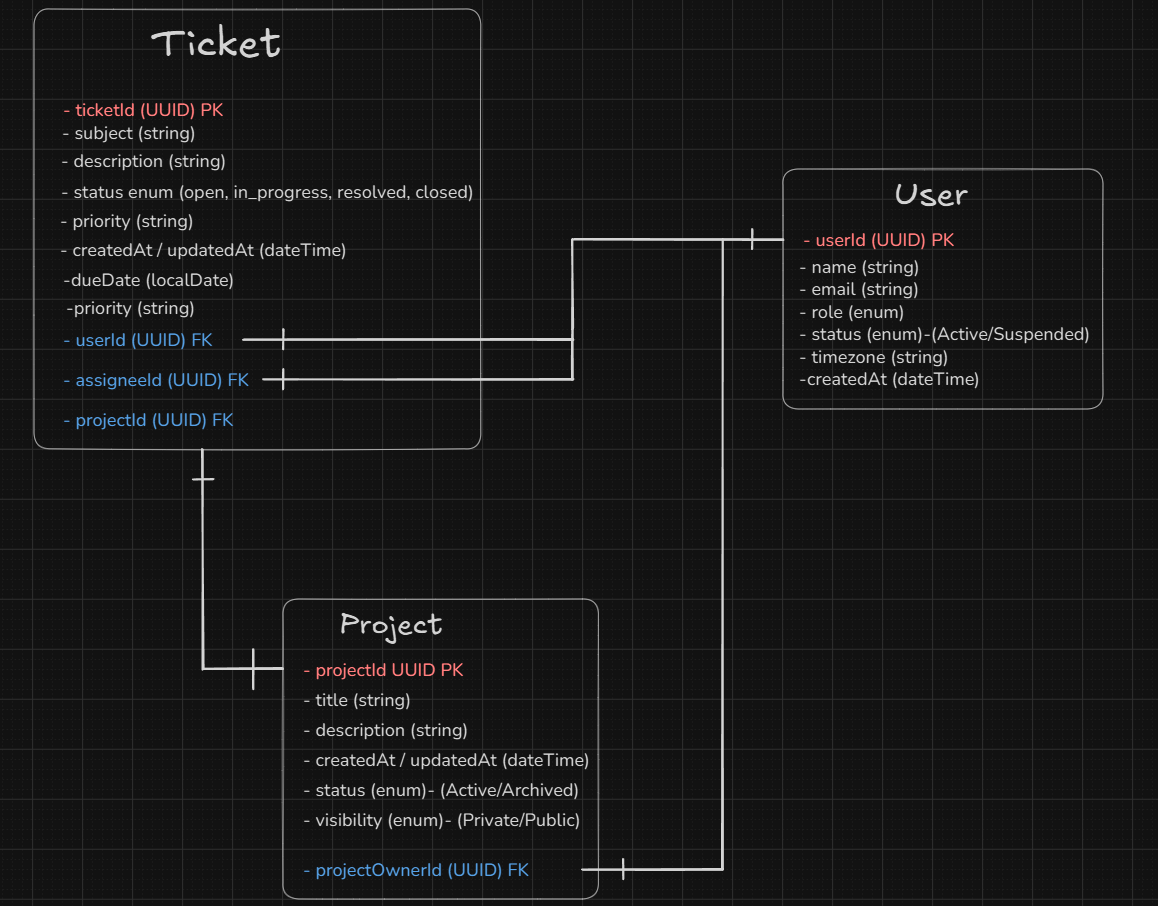 Ticket
- ticketId (UUID) PK
- subject (string)
- description (string)
- status enum (open, in_progress, resolved, closed)
- priority (string)
- createdAt / updatedAt (dateTime)
-dueDate (localDate)
-priority (string)
- userId (UUID) FK
- assigneeId (UUID) FK
- projectId (UUID) FK
User
- userId (UUID) PK
- name (string)
- email (string)
- role (enum)
- status (enum)-(Active/Suspended)
- timezone (string)
-createdAt (dateTime)
Project
- projectId UUID PK
- title (string)
- description (string)
- createdAt / updatedAt (dateTime)
- status (enum)- (Active/Archived)
- visibility (enum)- (Private/Public)
- projectOwnerId (UUID) FK